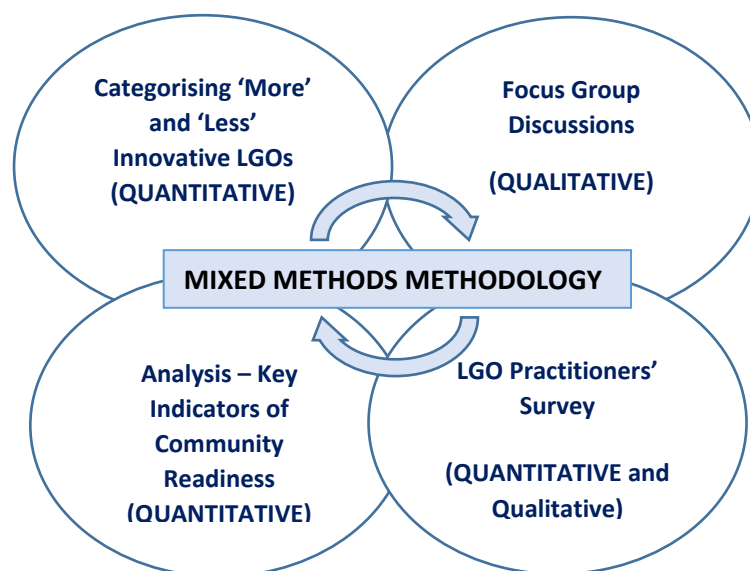 Categorising ‘More’
and ‘Less’
Innovative LGOs
(QUANTITATIVE)
Focus Group
Discussions
(QUALITATIVE)
MIXED METHODS METHODOLOGY
Analysis – Key
Indicators of
Community
Readiness
(QUANTITATIVE)
LGO Practitioners’
Survey
(QUANTITATIVE and
Qualitative)